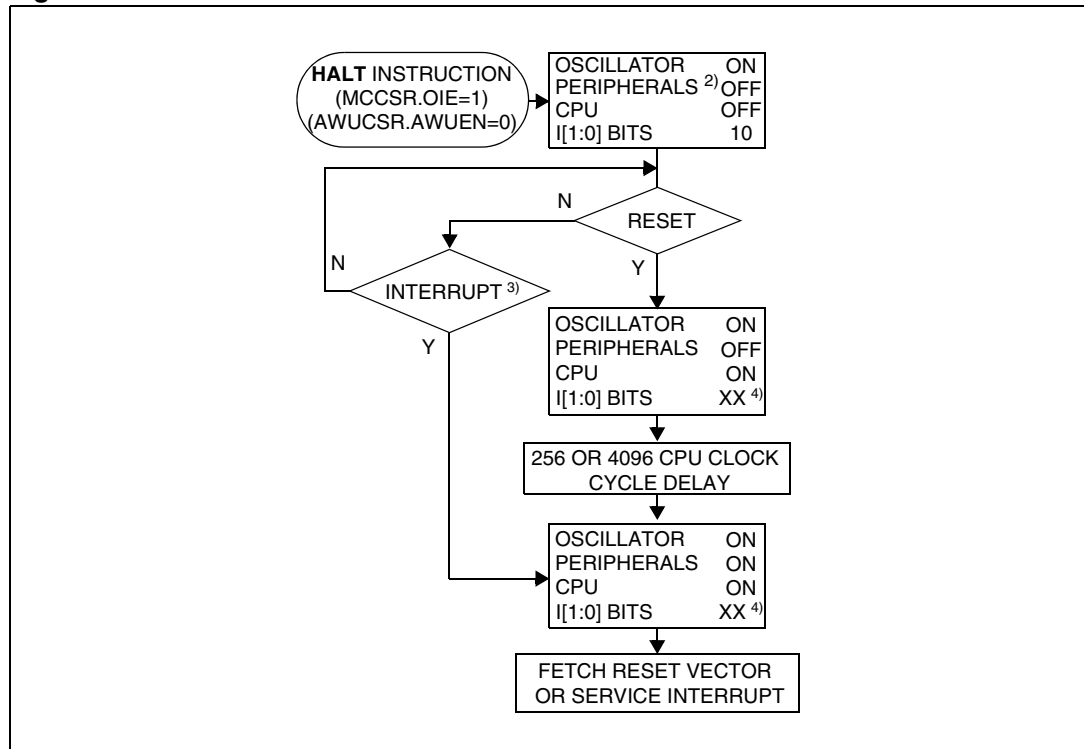 HALT INSTRUCTION
(MCCSR.OIE=1)
(AWUCSR.AWUEN=0)
OSCILLATOR ON
PERIPHERALS 2) OFF
CPU OFF
I[1:0] BITS 10
N
RESET
N
Y
INTERRUPT 3)
Y
OSCILLATOR ON
PERIPHERALS OFF
CPU ON
I[1:0] BITS XX 4)
256 OR 4096 CPU CLOCK
CYCLE DELAY
OSCILLATOR ON
PERIPHERALS ON
CPU ON
I[1:0] BITS XX 4)
FETCH RESET VECTOR
OR SERVICE INTERRUPT